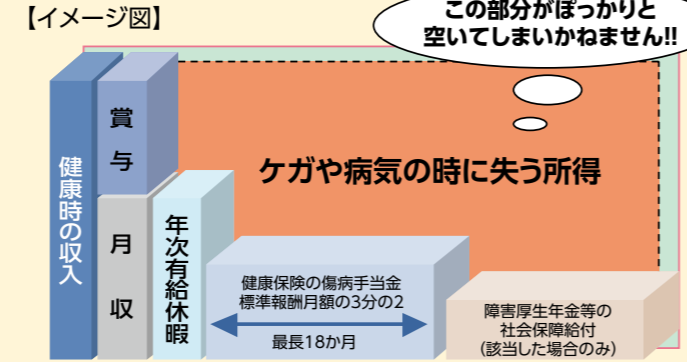 【イメージ図】
この部分がぽっかりと
空いてしまいかねません!!
健康時の収入
賞与
月収
年次有給休暇
ケガや病気の時に失う所得
健康保険の傷病手当金
標準報酬月額の3分の2
最長18か月
障害厚生年金等の
社会保障給付
(該当した場合のみ)